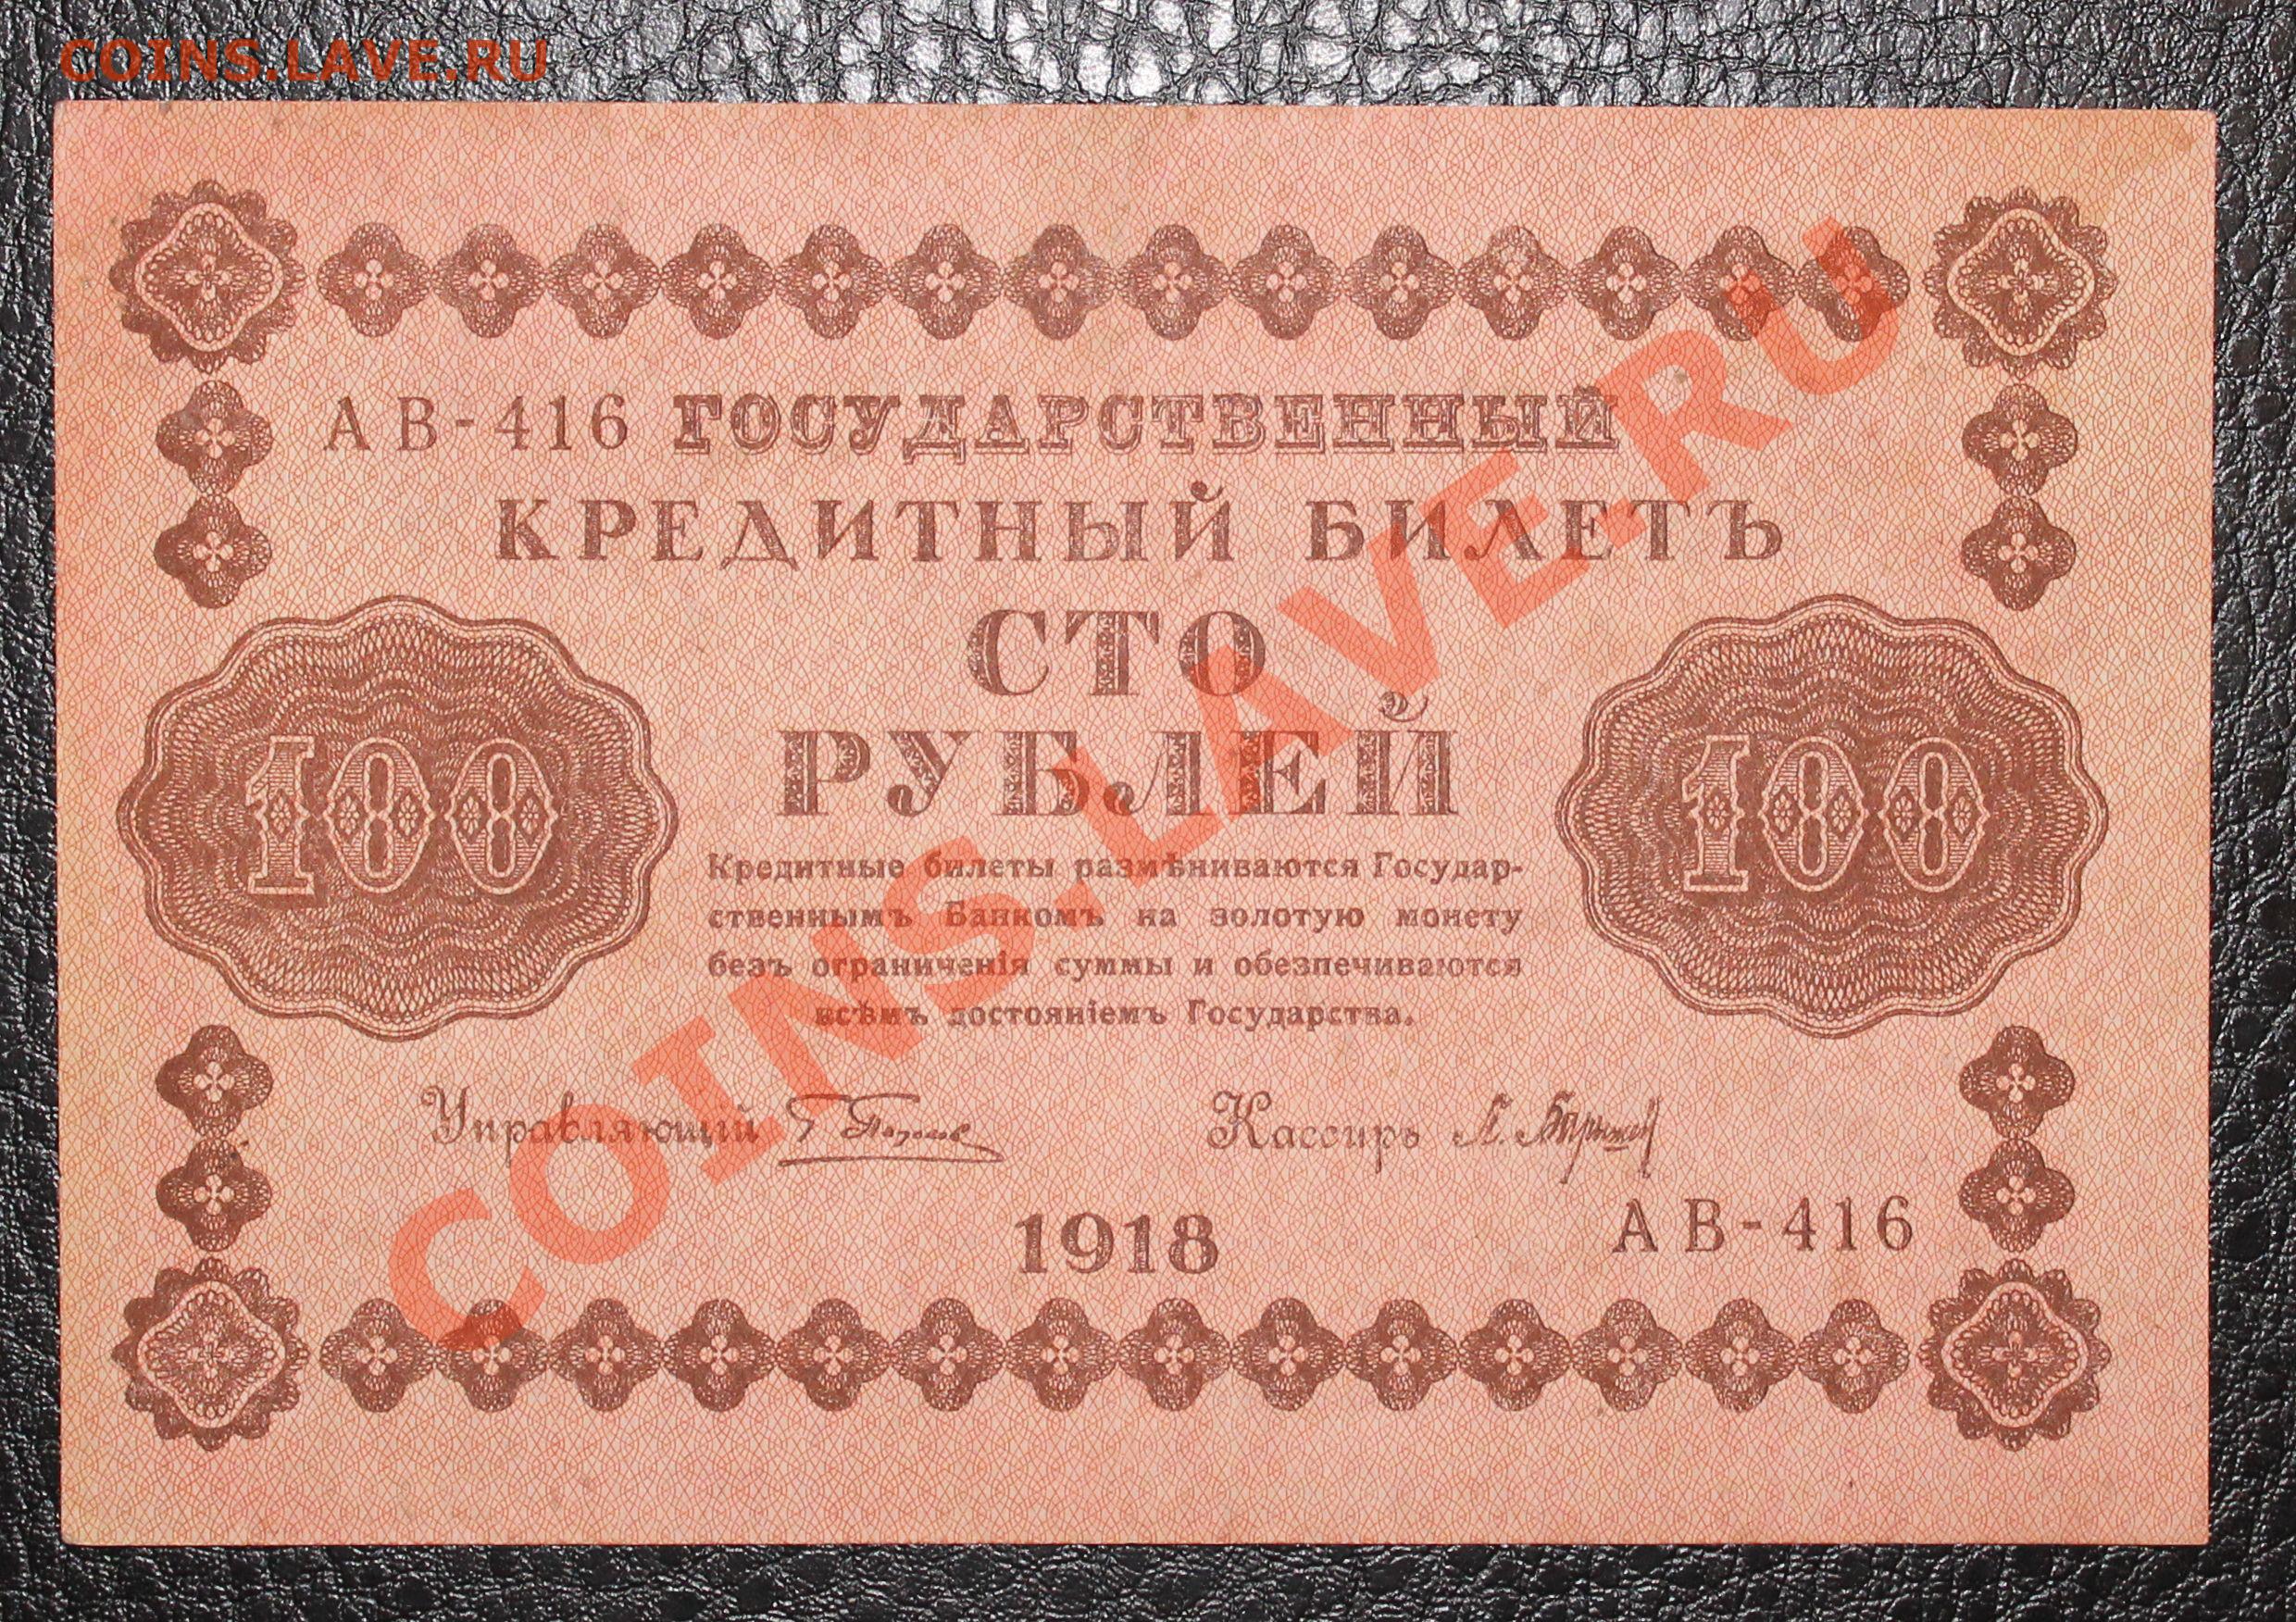 COINS.LAVE.RU
АВ-416 ГОСУДАРСТВЕННЫЙ
КРЕДИТНЫЙ БИЛЕТЪ
СТО
РУБЛЕЙ
100
100
Кредитные билеты размѣниваются Государ-
ственнымъ Банкомъ на золотую монету
безъ ограниченія суммы и обезпечиваются
всѣмъ достояніемъ Государства.
Управляющій
Кассиръ
1918
АВ-416
COINS.LAVE.RU